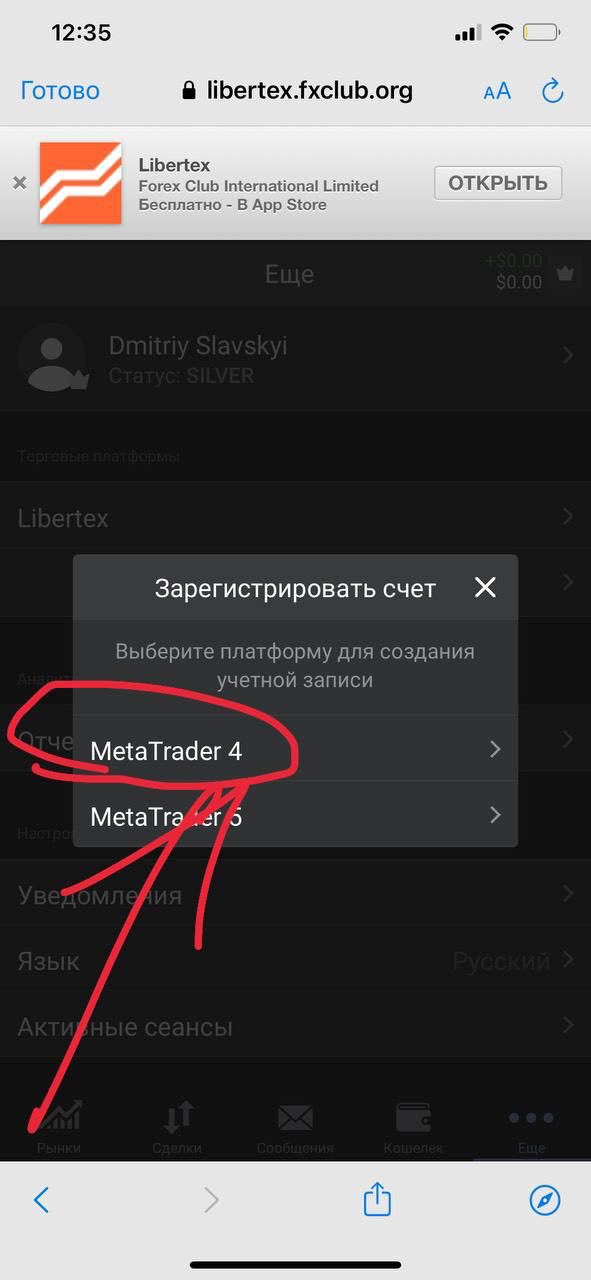 12:35
Готово
libertex.fxclub.org
AA
Libertex
Forex Club International Limited
Бесплатно - В App Store
ОТКРЫТЬ
Еще
+$0.00
$0.00
Dmitriy Slavskyi
Статус: SILVER
Торговые платформы
Libertex
Зарегистрировать счет
Выберите платформу для создания
учетной записи
Отче
MetaTrader 4
MetaTrader 5
Уведомления
Язык
Русский
Активные сеансы
Рынки
Сделки
Сообщения
Кошелек
Еще